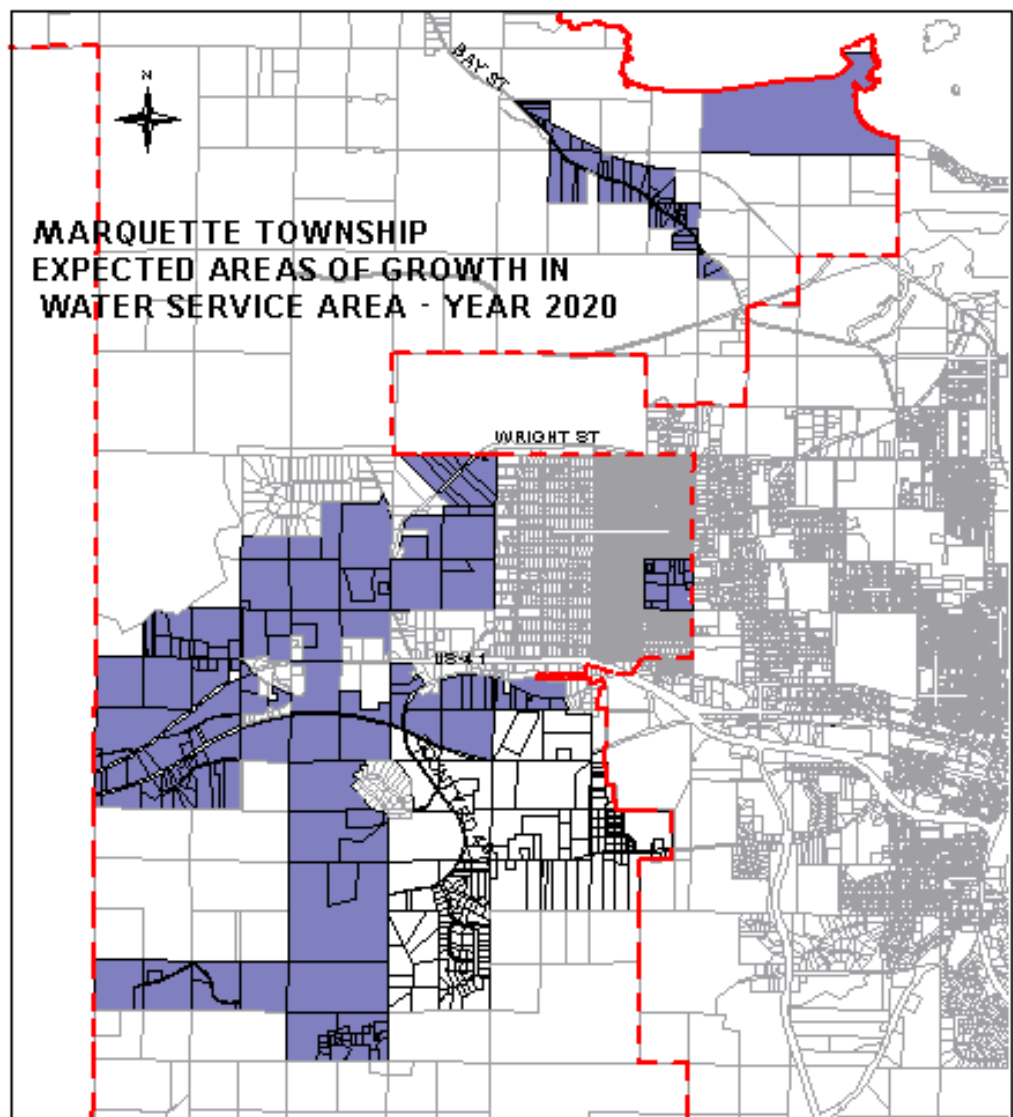 BAY ST
N
MARQUETTE TOWNSHIP
EXPECTED AREAS OF GROWTH IN
WATER SERVICE AREA - YEAR 2020
WRIGHT ST
US-41